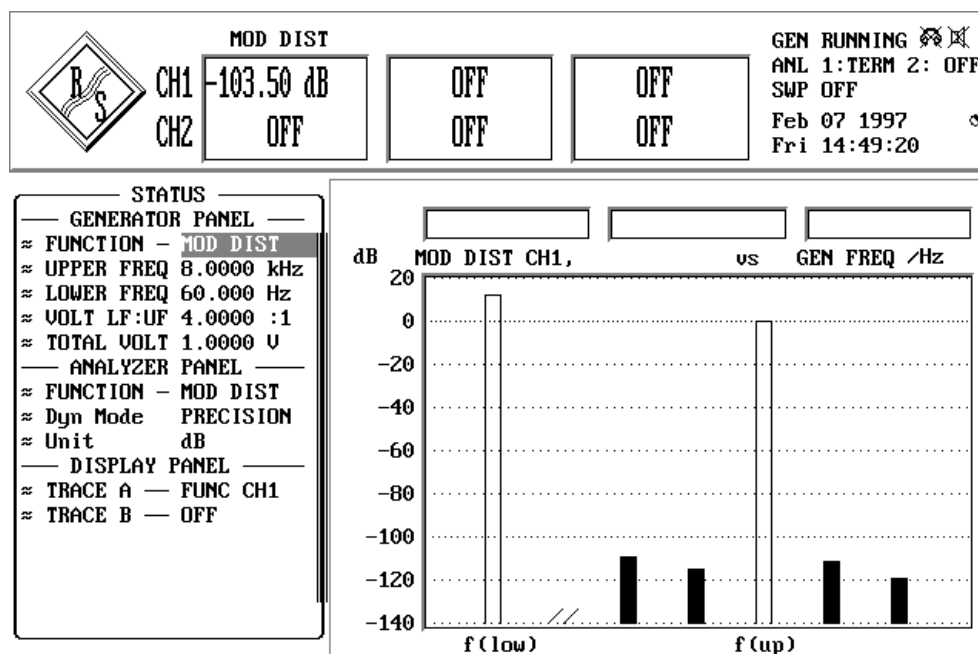 MOD DIST
R S
CH1 -103.50 dB OFF OFF
CH2 OFF OFF OFF
GEN RUNNING
ANL 1:TERM 2: OFF
SWP OFF
Feb 07 1997
Fri 14:49:20
STATUS
GENERATOR PANEL
≈ FUNCTION — MOD DIST
≈ UPPER FREQ 8.0000 kHz
≈ LOWER FREQ 60.000 Hz
≈ VOLT LF:UF 4.0000 :1
≈ TOTAL VOLT 1.0000 V
ANALYZER PANEL
≈ FUNCTION — MOD DIST
≈ Dyn Mode PRECISION
≈ Unit dB
DISPLAY PANEL
≈ TRACE A — FUNC CH1
≈ TRACE B — OFF
dB MOD DIST CH1, vs GEN FREQ /Hz
20
0
-20
-40
-60
-80
-100
-120
-140
f(low) f(up)